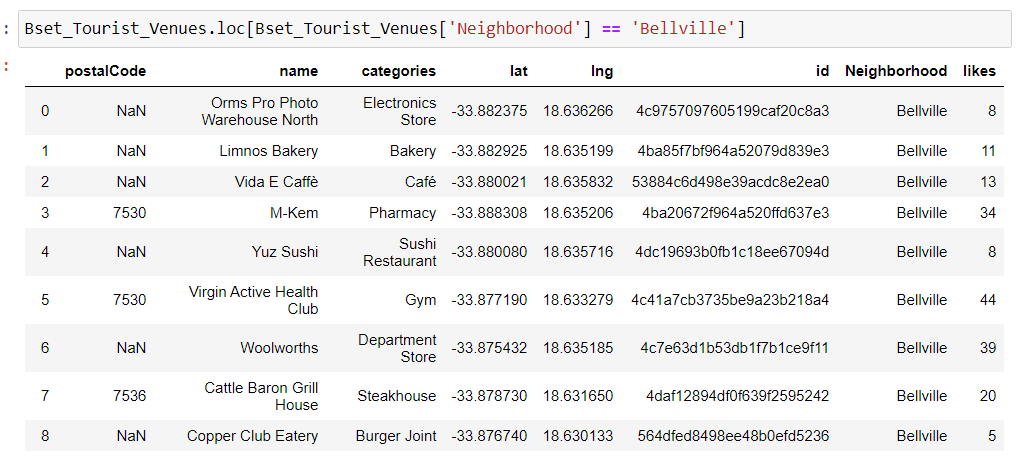 : Bset_Tourist_Venues.loc[Bset_Tourist_Venues['Neighborhood'] == 'Bellville']
:
postalCode name categories lat lng id Neighborhood likes
0 NaN Orms Pro Photo Warehouse North Electronics Store -33.882375 18.636266 4c9757097605199caf20c8a3 Bellville 8
1 NaN Limnos Bakery Bakery -33.882925 18.635199 4ba85f7bf964a52079d839e3 Bellville 11
2 NaN Vida E Caffè Café -33.880021 18.635832 53884c6d498e39acdc8e2ea0 Bellville 13
3 7530 M-Kem Pharmacy -33.888308 18.635206 4ba20672f964a520ffd637e3 Bellville 34
4 NaN Yuz Sushi Sushi Restaurant -33.880080 18.635716 4dc19693b0fb1c18ee67094d Bellville 8
5 7530 Virgin Active Health Club Gym -33.877190 18.633279 4c41a7cb3735be9a23b218a4 Bellville 44
6 NaN Woolworths Department Store -33.875432 18.635185 4c7e63d1b53db1f7b1ce9f11 Bellville 39
7 7536 Cattle Baron Grill House Steakhouse -33.878730 18.631650 4daf12894df0f639f2595242 Bellville 20
8 NaN Copper Club Eatery Burger Joint -33.876740 18.630133 564dfed8498ee48b0efd5236 Bellville 5